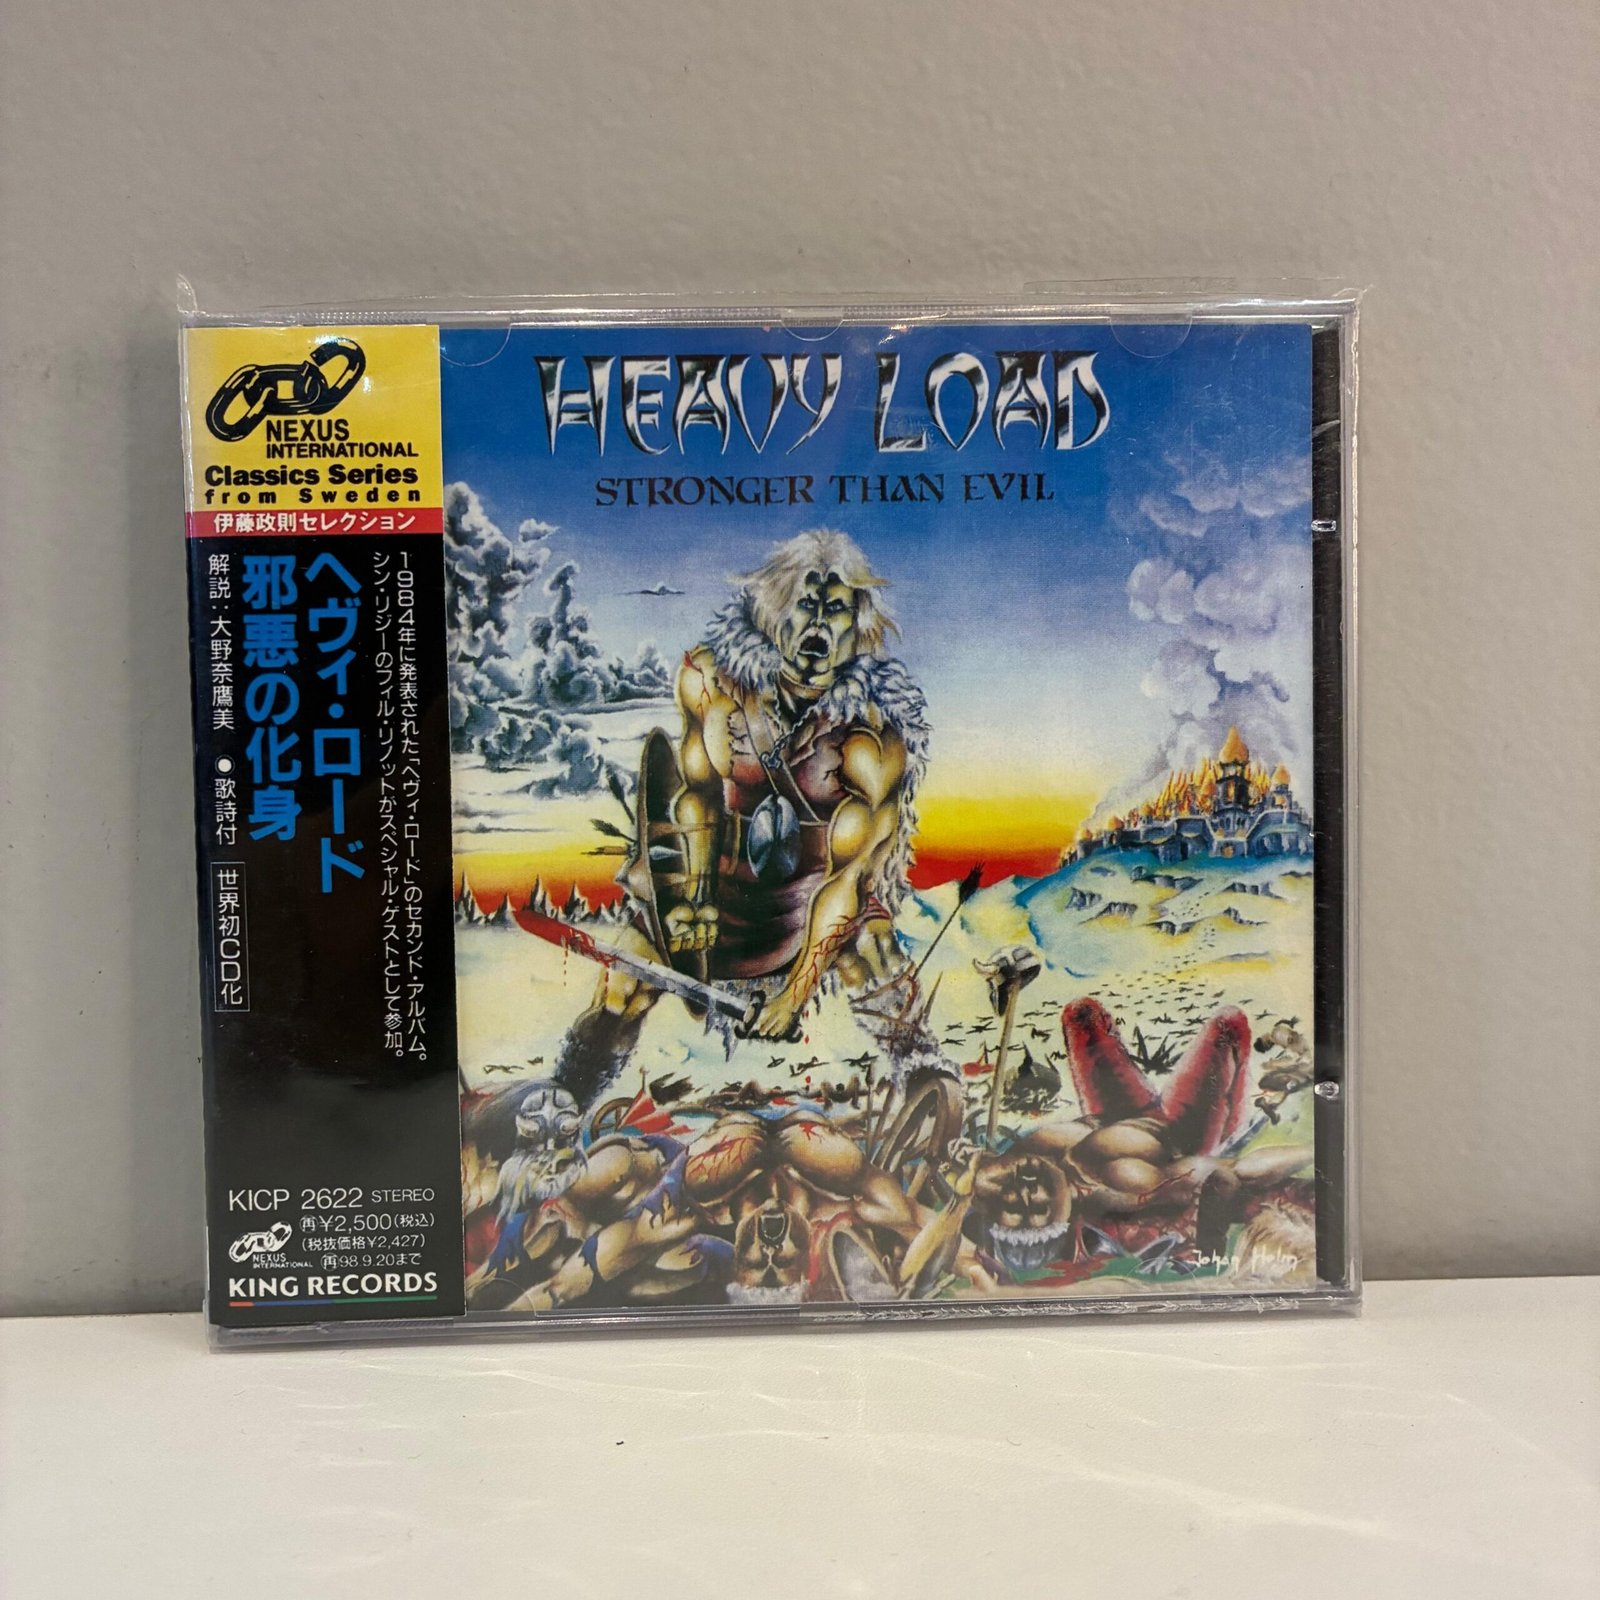 NEXUS
INTERNATIONAL
Classics Series
from Sweden
伊藤政則セレクション
1984年に発表された「ヘヴィ・ロード」のセカンド・アルバム。
シン・リジーのフィル・リノットがスペシャル・ゲストとして参加。
ヘヴィ・ロード
邪悪の化身
解説:大野奈鷹美 ●歌詩付 世界初CD化
KICP 2622 STEREO
再¥2,500(税込)
(税抜価格¥2,427)
再98.9.20まで
NEXUS
INTERNATIONAL
KING RECORDS
HEAVY LOAD
STRONGER THAN EVIL
Johan Holm